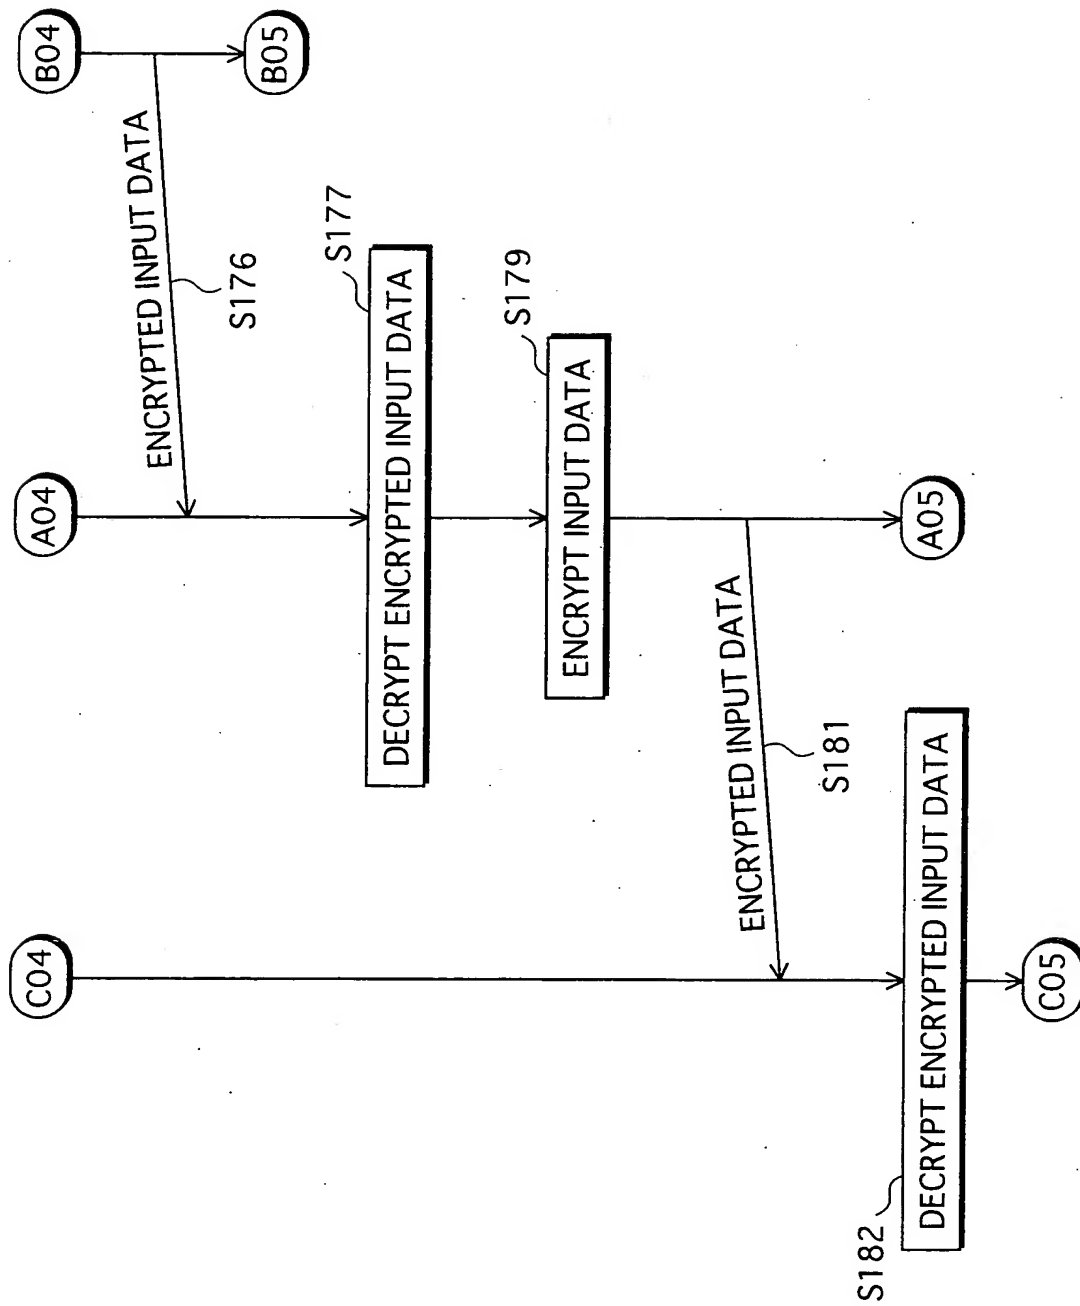 C04
A04
B04
ENCRYPTED INPUT DATA
S176
B05
DECRYPT ENCRYPTED INPUT DATA
S177
ENCRYPT INPUT DATA
S179
ENCRYPTED INPUT DATA
S181
A05
S182
DECRYPT ENCRYPTED INPUT DATA
C05